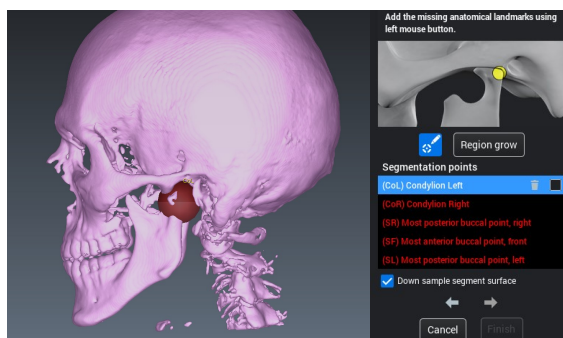 Add the missing anatomical landmarks using
left mouse button.
Region grow
Segmentation points
(CoL) Condylion Left
(CoR) Condylion Right
(SR) Most posterior buccal point, right
(SF) Most anterior buccal point, front
(SL) Most posterior buccal point, left
Down sample segment surface
Cancel
Finish